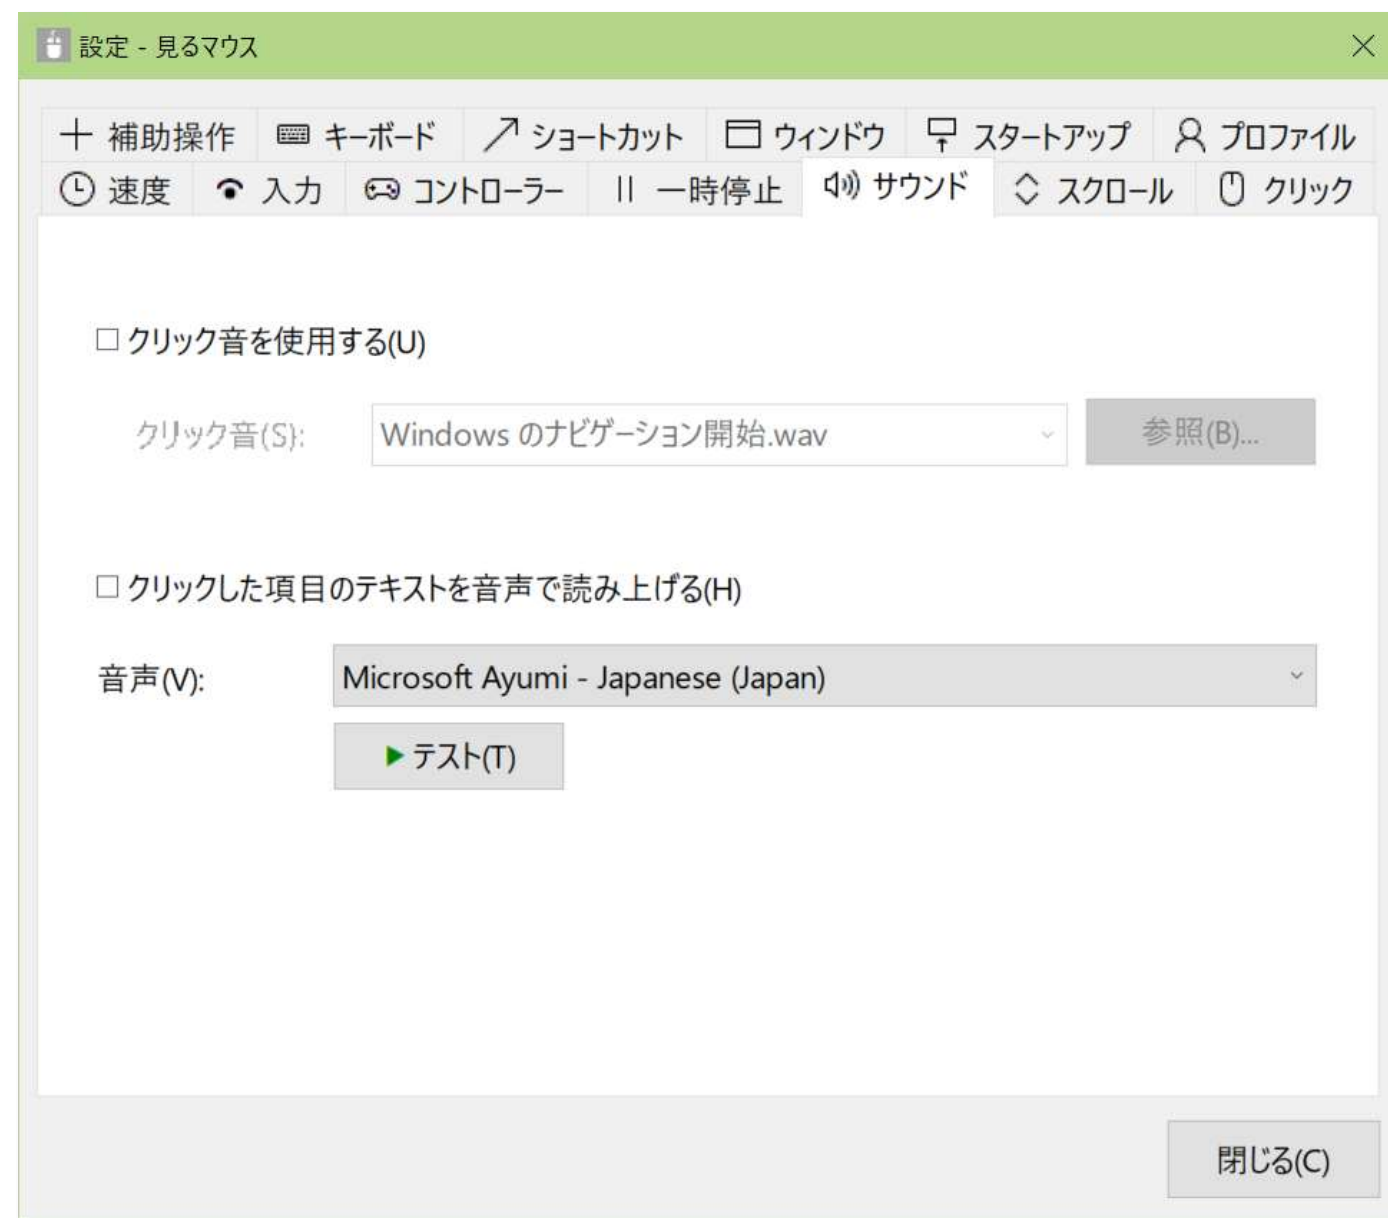 設定 - 見るマウス
補助操作 キーボード ショートカット ウィンドウ スタートアップ プロファイル
速度 入力 コントローラー 一時停止 サウンド スクロール クリック
クリック音を使用する(U)
クリック音(S): Windows のナビゲーション開始.wav 参照(B)...
クリックした項目のテキストを音声で読み上げる(H)
音声(V): Microsoft Ayumi - Japanese (Japan)
テスト(T)
閉じる(C)